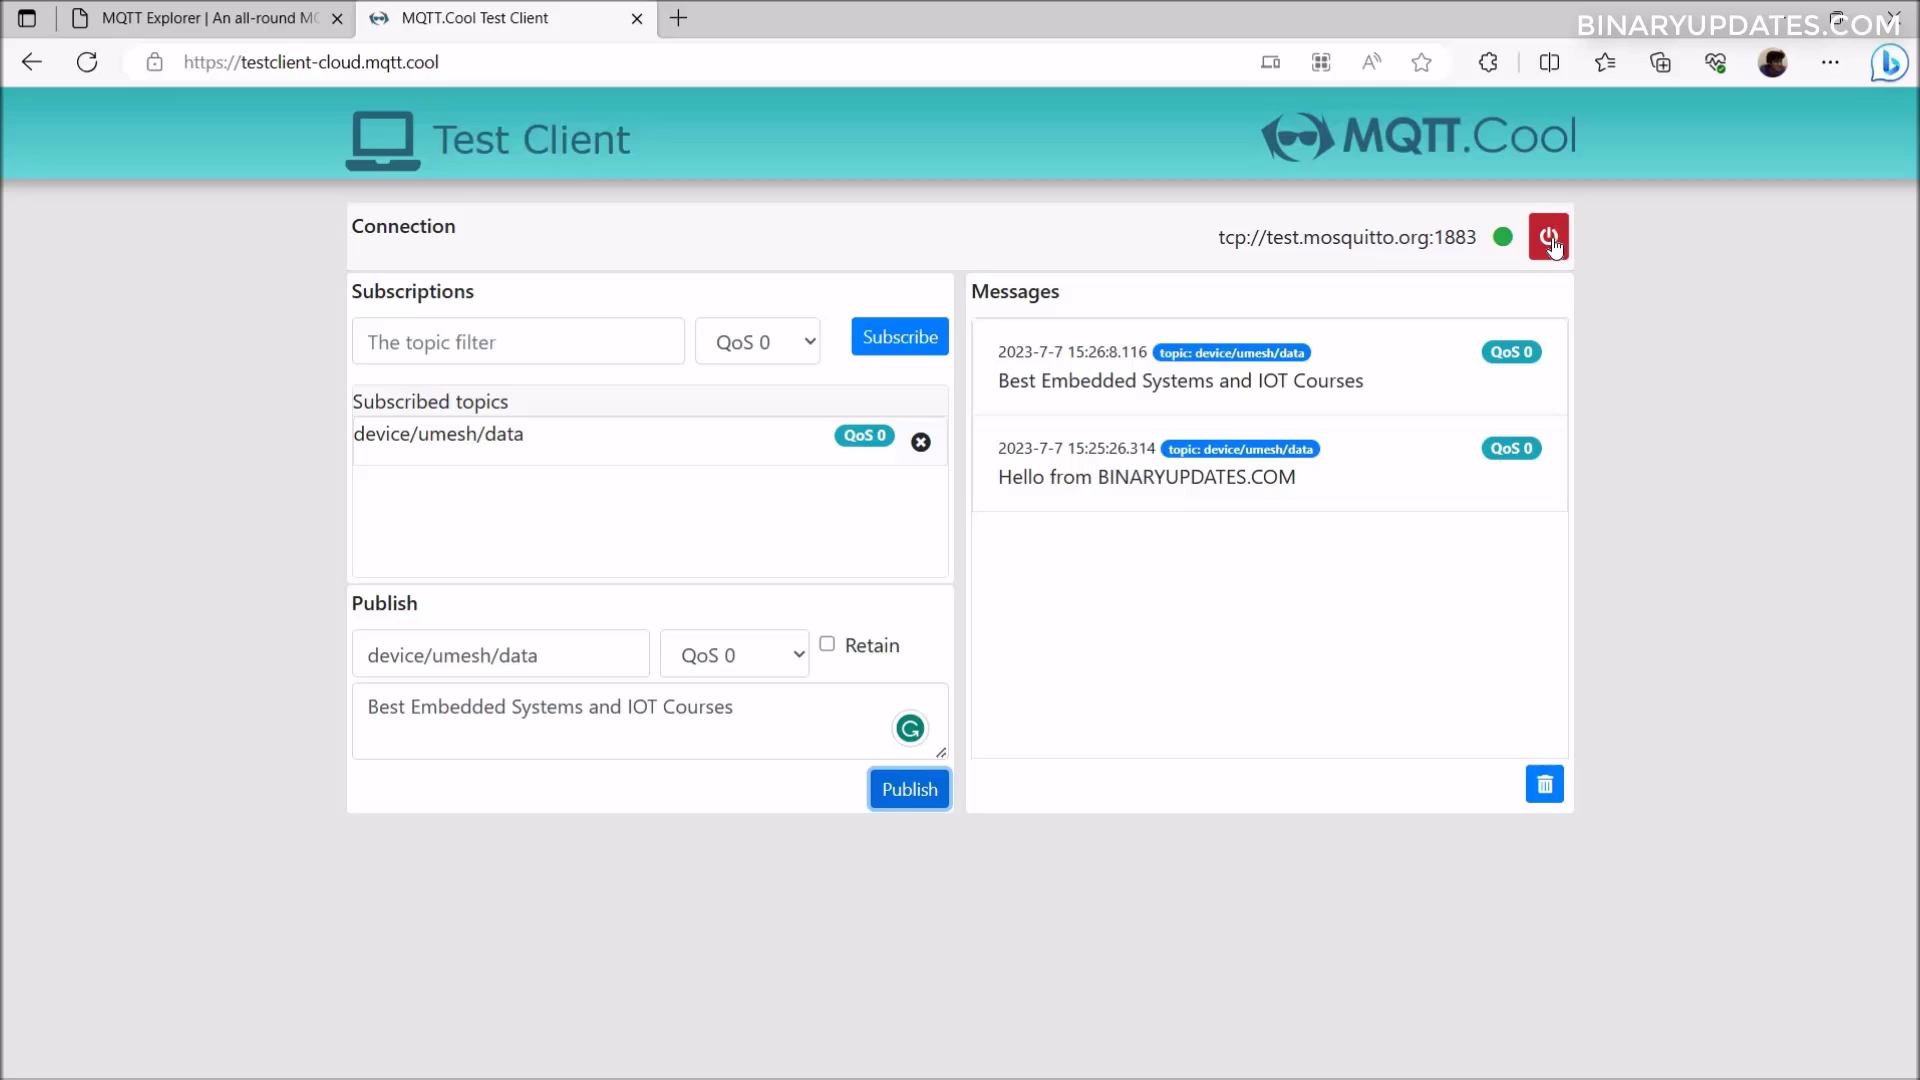 MQTT Explorer | An all-round MQ
MQTT.Cool Test Client
BINARYUPDATES.COM
https://testclient-cloud.mqtt.cool
Test Client
MQTT.Cool
Connection
tcp://test.mosquitto.org:1883
Subscriptions
The topic filter
QoS 0
Subscribe
Subscribed topics
device/umesh/data
QoS 0
Messages
2023-7-7 15:26:8.116 topic: device/umesh/data QoS 0
Best Embedded Systems and IOT Courses
2023-7-7 15:25:26.314 topic: device/umesh/data QoS 0
Hello from BINARYUPDATES.COM
Publish
device/umesh/data
QoS 0
Retain
Best Embedded Systems and IOT Courses
Publish